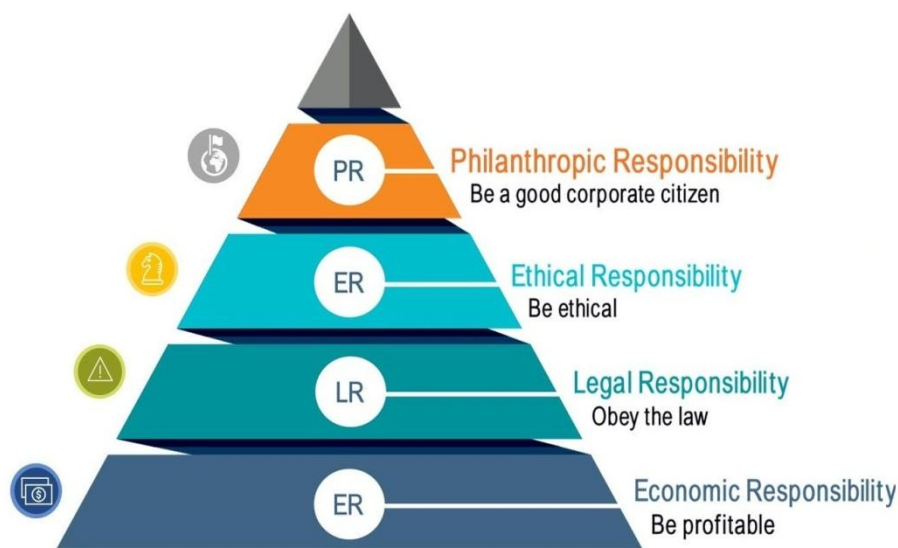 PR
Philanthropic Responsibility
Be a good corporate citizen
ER
Ethical Responsibility
Be ethical
LR
Legal Responsibility
Obey the law
ER
Economic Responsibility
Be profitable